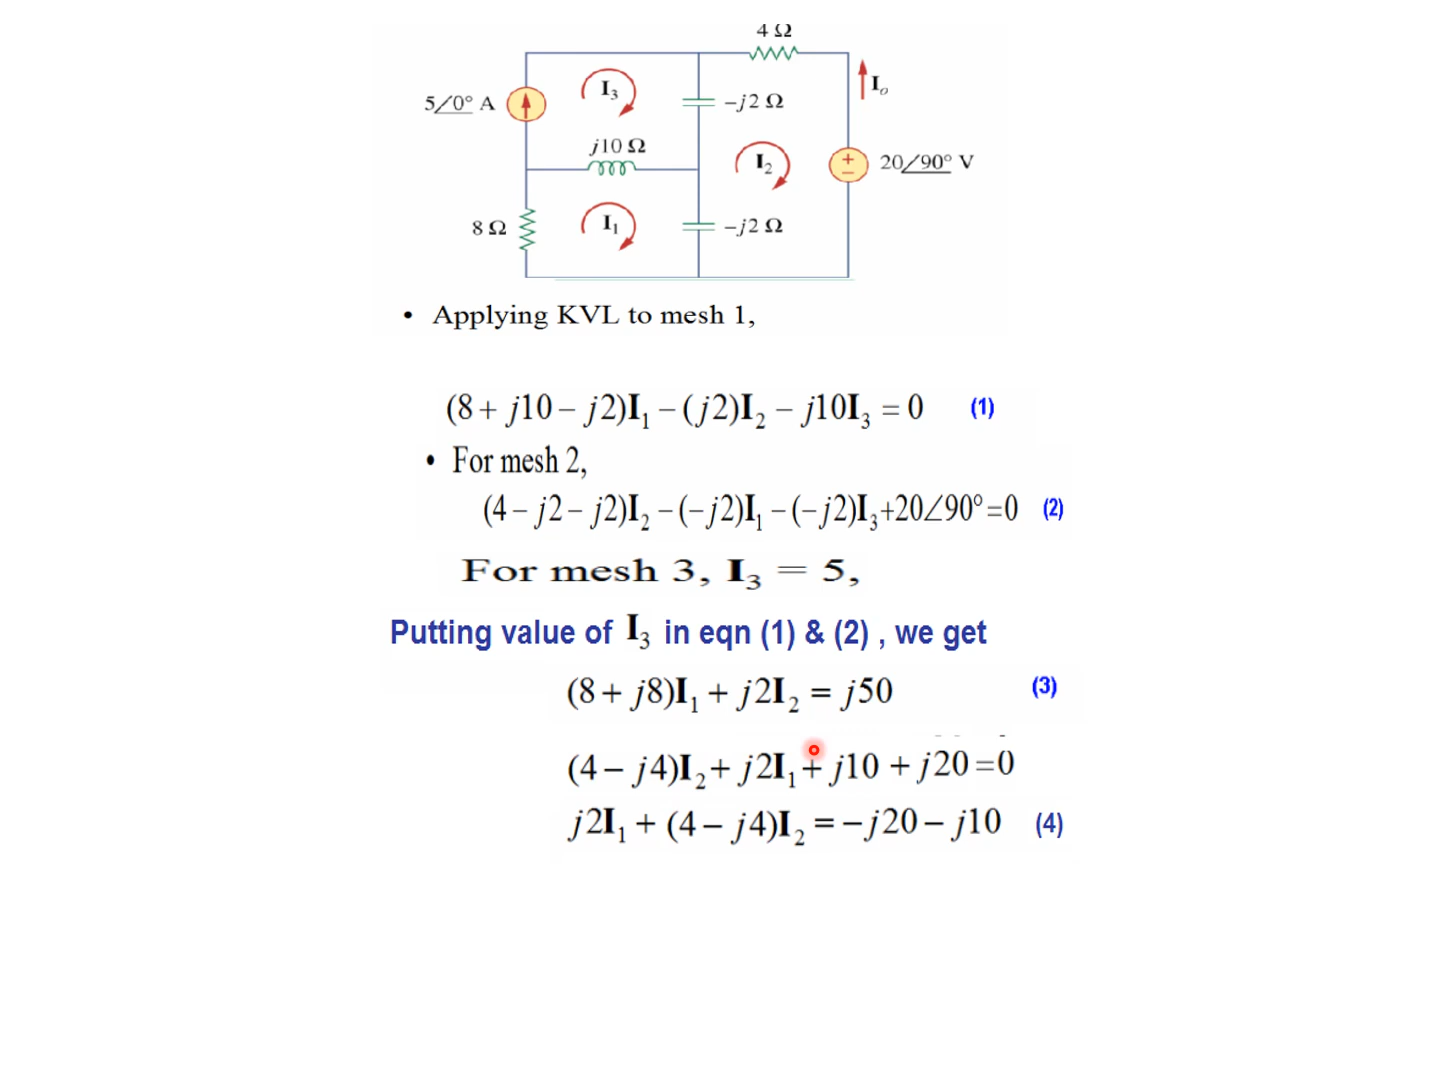 4 Ω
I₃
I₀
5∠0° A
−j2 Ω
j10 Ω
I₂
20∠90° V
+
−
8 Ω
I₁
−j2 Ω
• Applying KVL to mesh 1,
(8 + j10 − j2)I₁ − (j2)I₂ − j10I₃ = 0 (1)
• For mesh 2,
(4 − j2 − j2)I₂ − (−j2)I₁ − (−j2)I₃+20∠90°=0 (2)
For mesh 3, I₃ = 5,
Putting value of I₃ in eqn (1) & (2) , we get
(8 + j8)I₁ + j2I₂ = j50 (3)
(4 − j4)I₂ + j2I₁ + j10 + j20 =0
j2I₁ + (4 − j4)I₂ = −j20 − j10 (4)